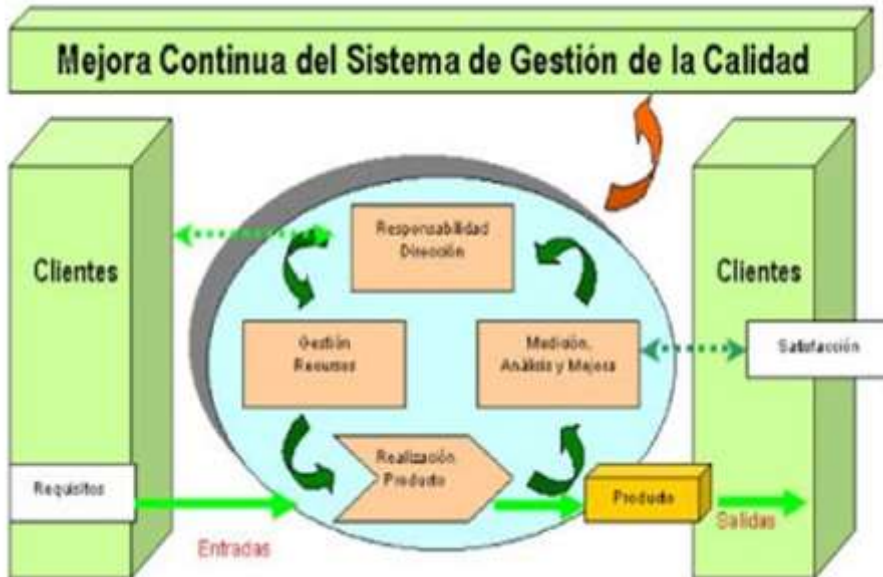 Mejora Continua del Sistema de Gestión de la Calidad
Clientes
Requisitos
Entradas
Responsabilidad
Dirección
Gestión
Recursos
Medición,
Análisis y Mejora
Realización
Producto
Producto
Salidas
Clientes
Satisfacción